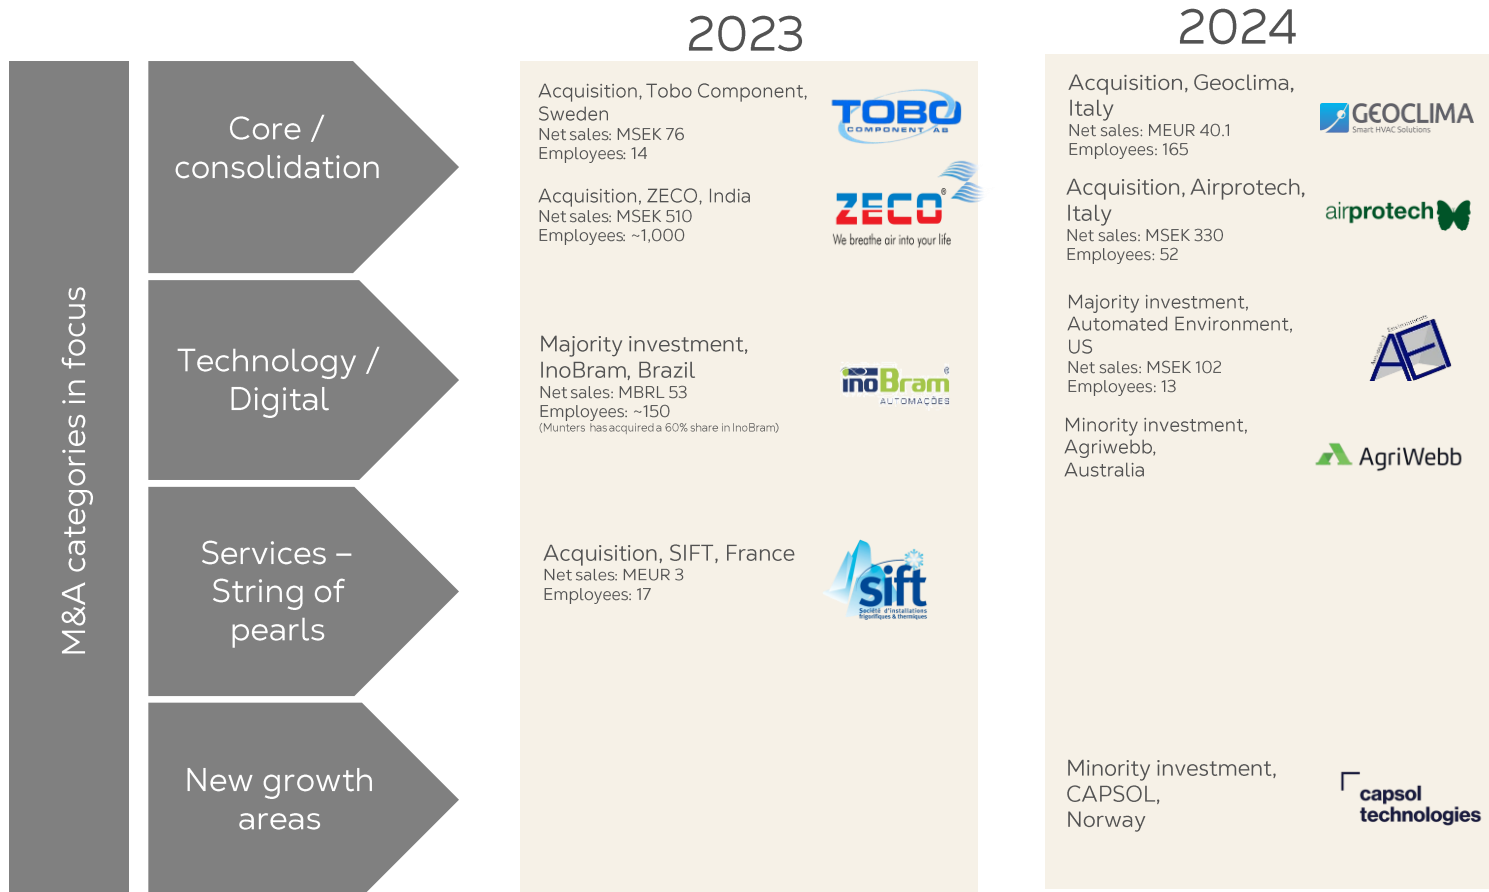 2023
2024
M&A categories in focus
Core /
consolidation
Acquisition, Tobo Component,
Sweden
Net sales: MSEK 76
Employees: 14
TOBO
COMPONENT AB
Acquisition, ZECO, India
Net sales: MSEK 510
Employees: ~1,000
ZECO®
We breathe air into your life
Acquisition, Geoclima,
Italy
Net sales: MEUR 40.1
Employees: 165
GEOCLIMA
Smart HVAC Solutions
Acquisition, Airprotech,
Italy
Net sales: MSEK 330
Employees: 52
airprotech
Technology /
Digital
Majority investment,
InoBram, Brazil
Net sales: MBRL 53
Employees: ~150
(Munters has acquired a 60% share in InoBram)
inoBram®
AUTOMAÇÕES
Majority investment,
Automated Environment,
US
Net sales: MSEK 102
Employees: 13
AE
Minority investment,
Agriwebb,
Australia
AgriWebb
Services –
String of
pearls
Acquisition, SIFT, France
Net sales: MEUR 3
Employees: 17
sift
Société d'installations
frigorifiques & thermiques
New growth
areas
Minority investment,
CAPSOL,
Norway
capsol
technologies